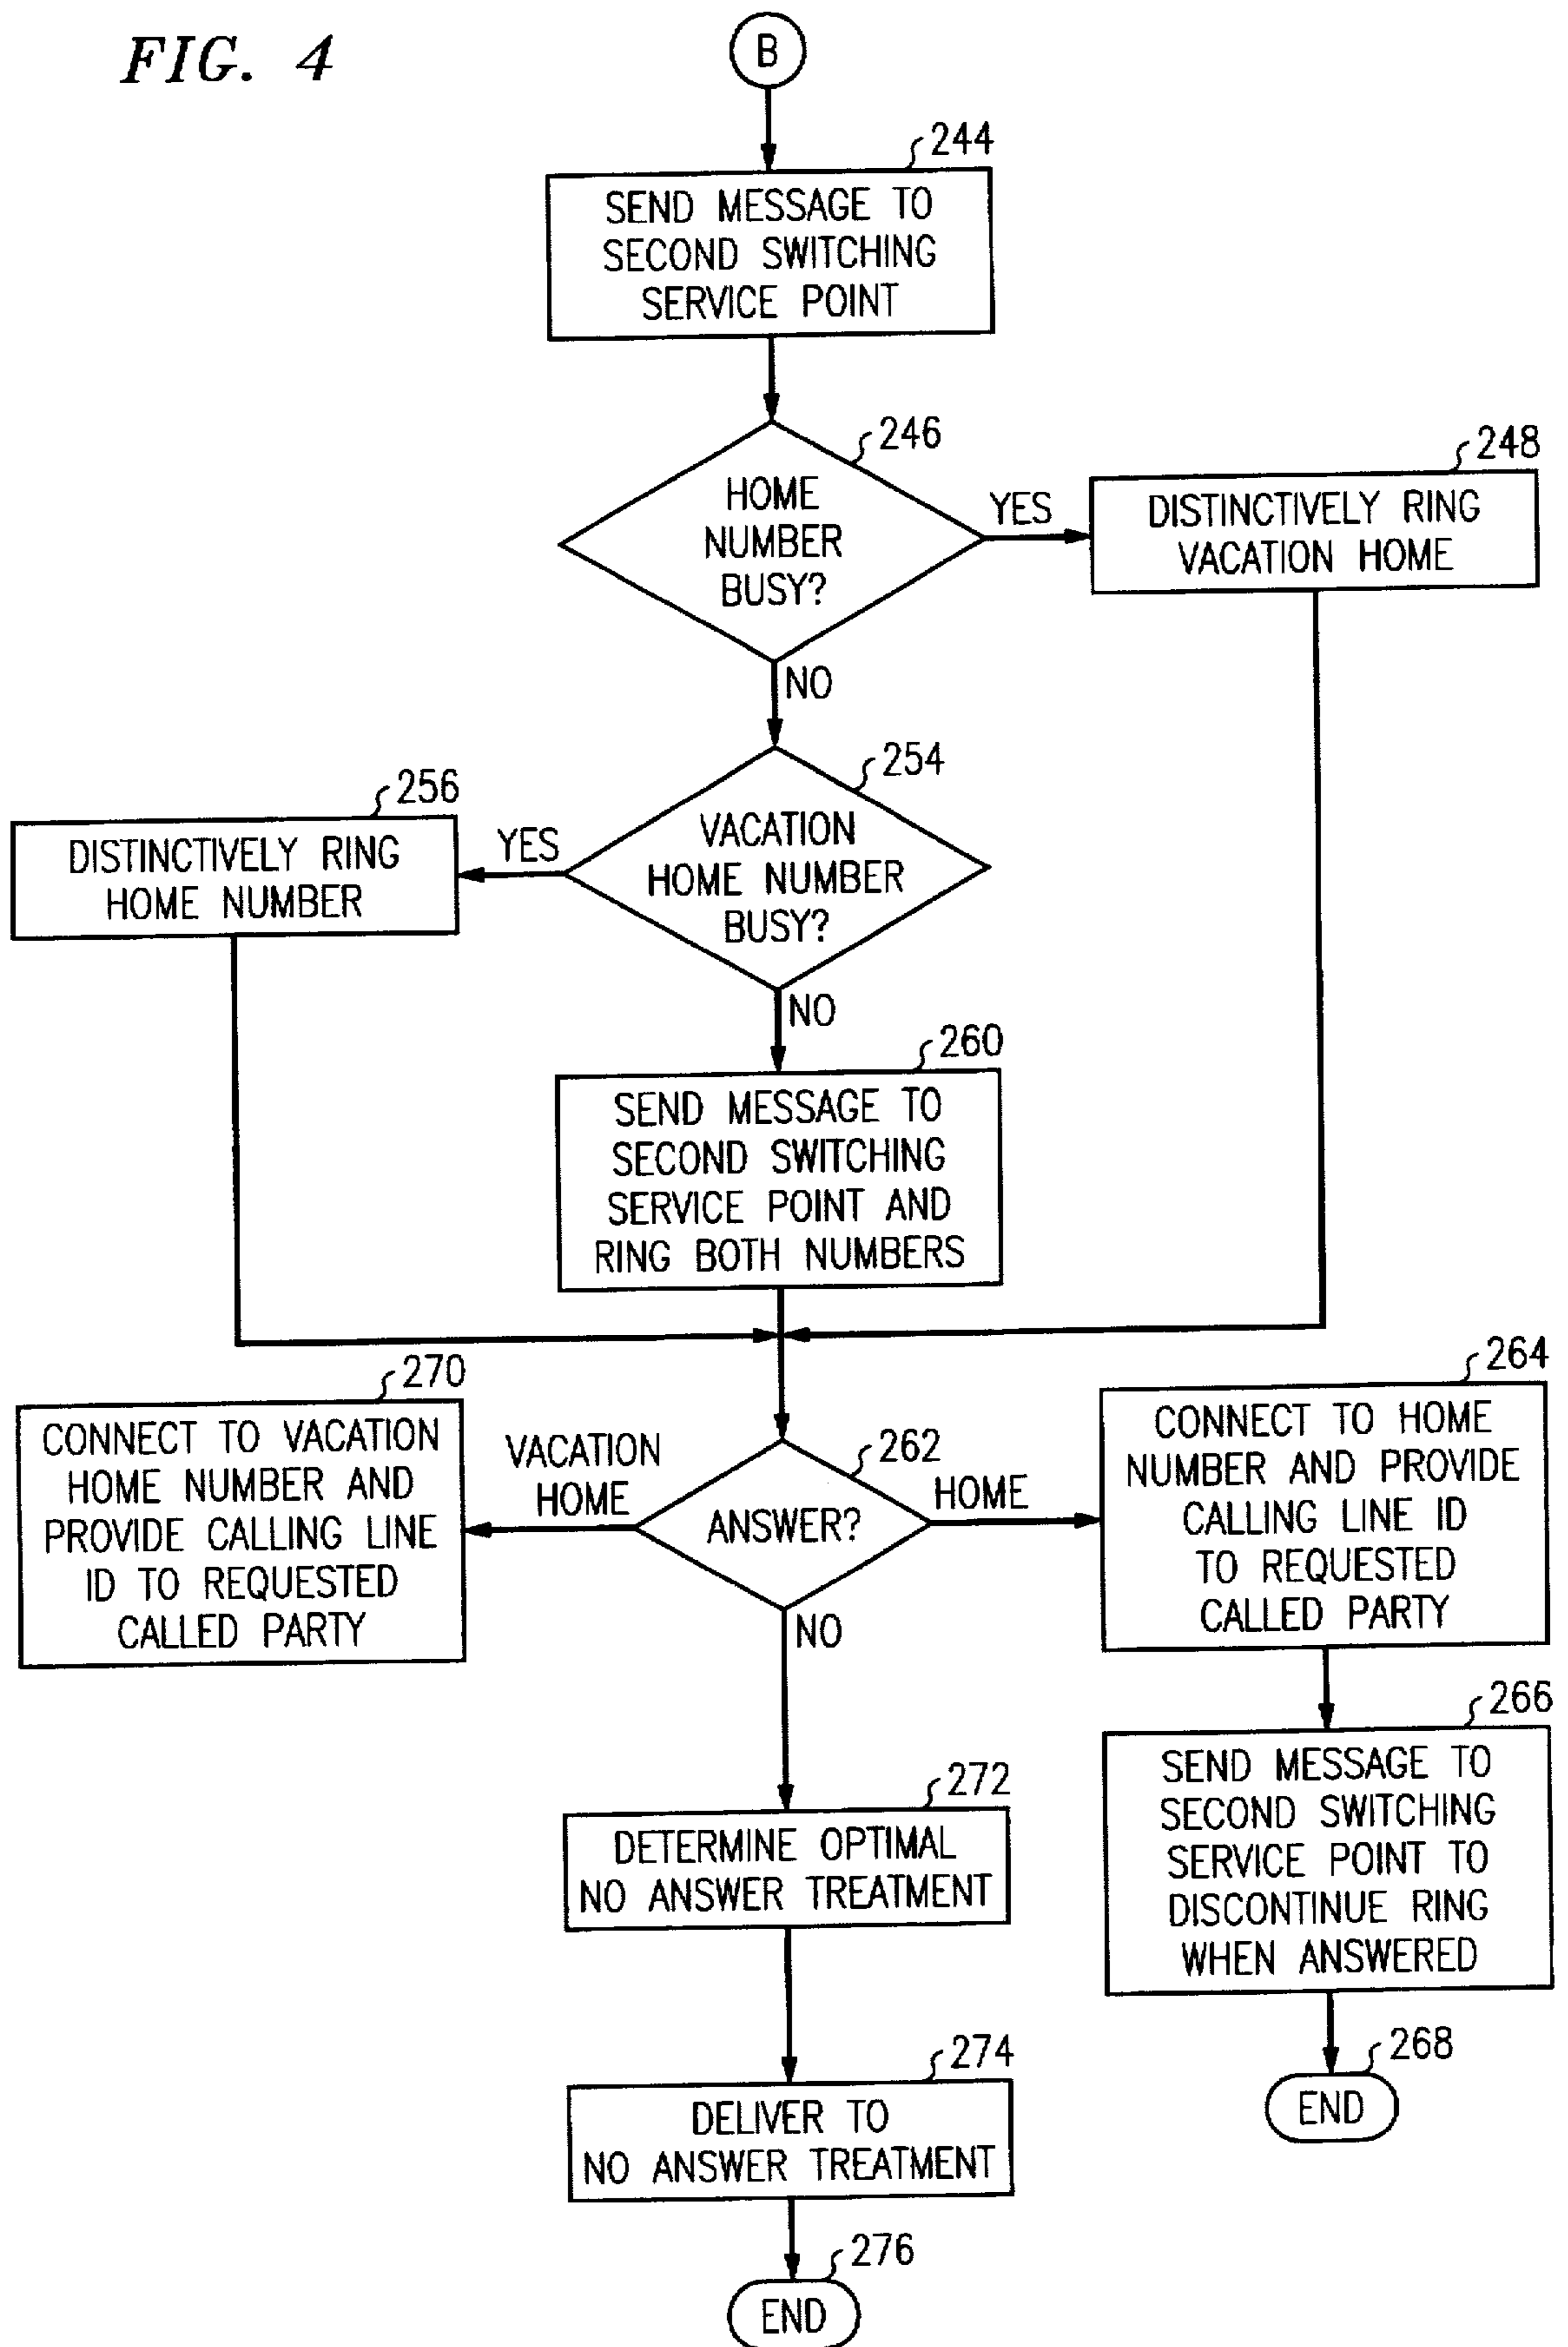 FIG. 4
B
244
SEND MESSAGE TO
SECOND SWITCHING
SERVICE POINT
246
HOME
NUMBER
BUSY?
YES
248
DISTINCTIVELY RING
VACATION HOME
NO
254
VACATION
HOME NUMBER
BUSY?
YES
256
DISTINCTIVELY RING
HOME NUMBER
NO
260
SEND MESSAGE TO
SECOND SWITCHING
SERVICE POINT AND
RING BOTH NUMBERS
262
ANSWER?
VACATION
HOME
270
CONNECT TO VACATION
HOME NUMBER AND
PROVIDE CALLING LINE
ID TO REQUESTED
CALLED PARTY
HOME
264
CONNECT TO HOME
NUMBER AND PROVIDE
CALLING LINE ID
TO REQUESTED
CALLED PARTY
266
SEND MESSAGE TO
SECOND SWITCHING
SERVICE POINT TO
DISCONTINUE RING
WHEN ANSWERED
268
END
NO
272
DETERMINE OPTIMAL
NO ANSWER TREATMENT
274
DELIVER TO
NO ANSWER TREATMENT
276
END